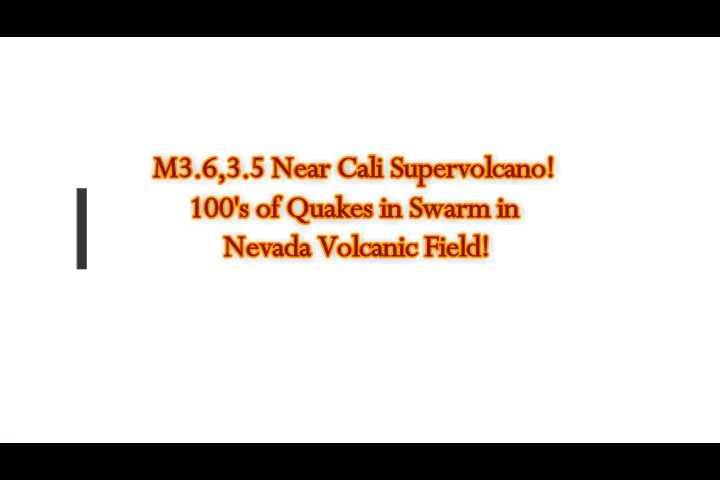 M3.6,3.5 Near Cali Supervolcano!
100's of Quakes in Swarm in
Nevada Volcanic Field!